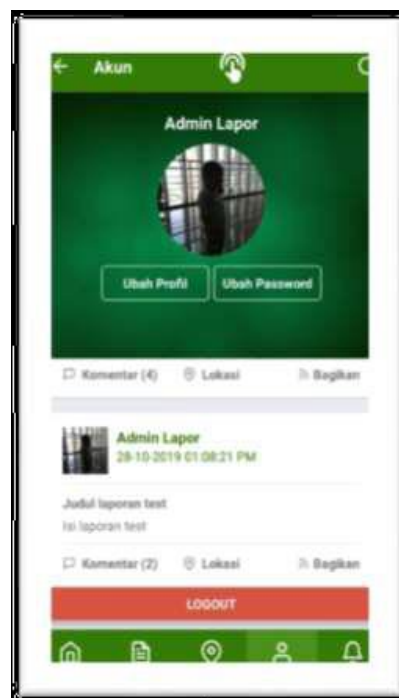 Akun
Admin Lapor
Ubah Profil Ubah Password
Komentar (4) Lokasi Bagikan
Admin Lapor
28-10-2019 01:08:21 PM
Judul laporan test
Isi laporan test
Komentar (2) Lokasi Bagikan
LOGOUT